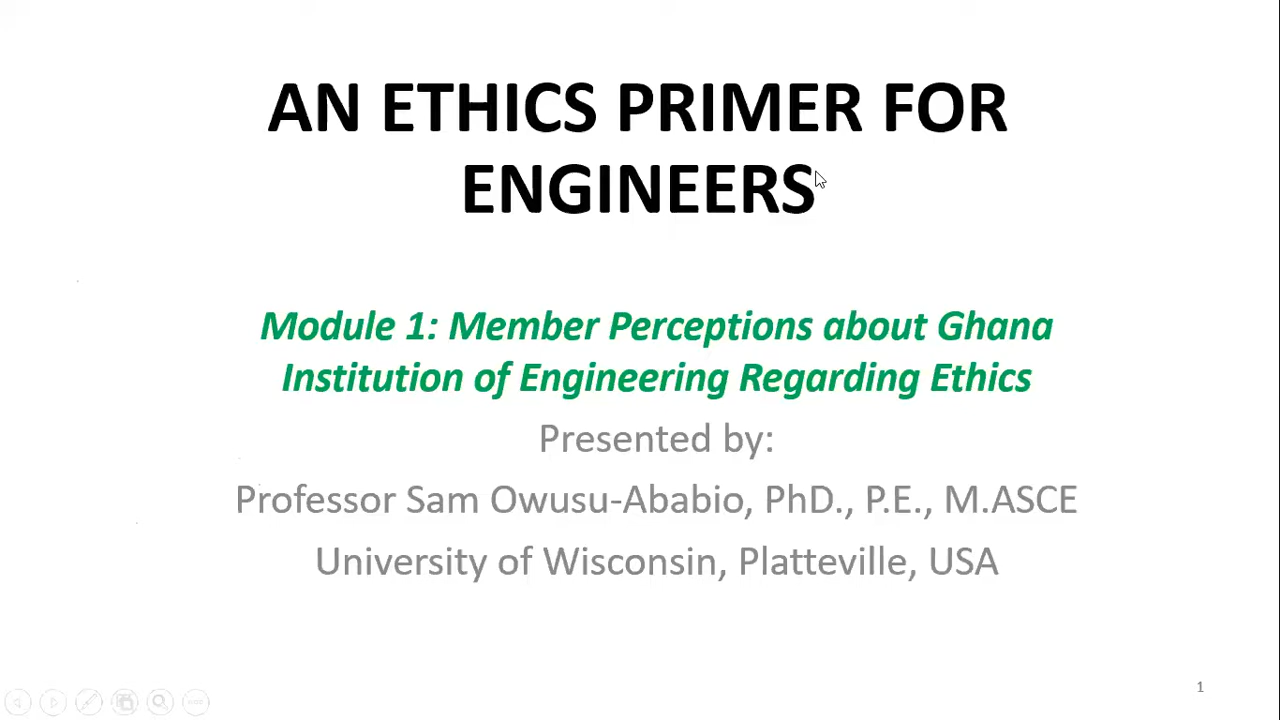 AN ETHICS PRIMER FOR
ENGINEERS
Module 1: Member Perceptions about Ghana
Institution of Engineering Regarding Ethics
Presented by:
Professor Sam Owusu-Ababio, PhD., P.E., M.ASCE
University of Wisconsin, Platteville, USA
1